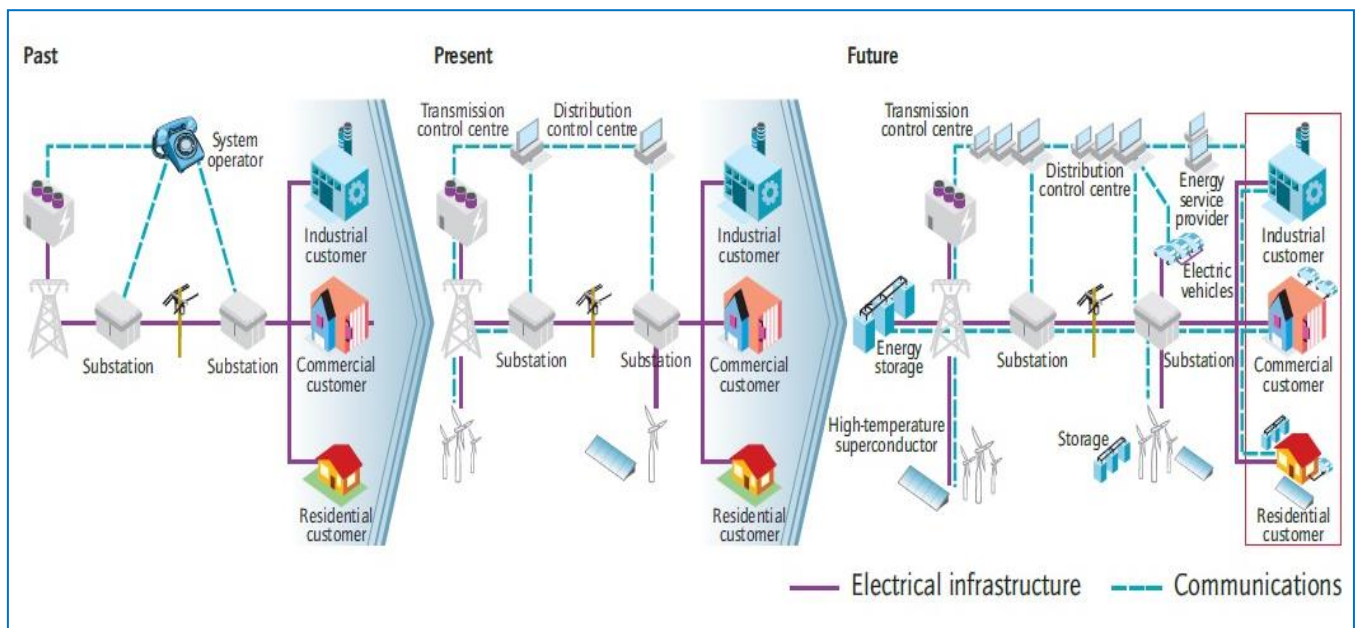 Past
System
operator
Substation
Substation
Industrial
customer
Commercial
customer
Residential
customer
Present
Transmission
control centre
Distribution
control centre
Substation
Substation
Industrial
customer
Commercial
customer
Residential
customer
Future
Transmission
control centre
Distribution
control centre
Energy
service
provider
Electric
vehicles
Energy
storage
Substation
Substation
High-temperature
superconductor
Storage
Industrial
customer
Commercial
customer
Residential
customer
Electrical infrastructure
Communications